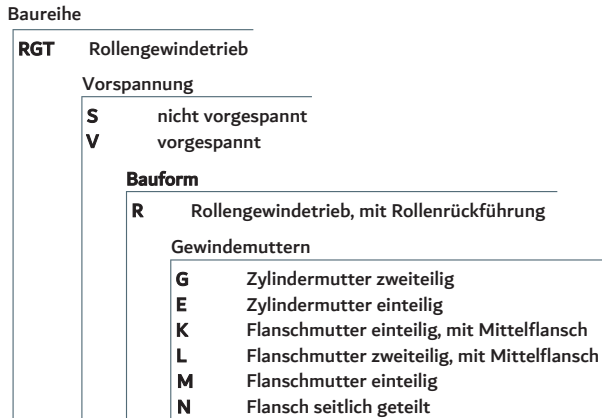 Baureihe
RGT Rollengewindetrieb
Vorspannung
S nicht vorgespannt
V vorgespannt
Bauform
R Rollengewindetrieb, mit Rollenrückführung
Gewindemuttern
G Zylindermutter zweiteilig
E Zylindermutter einteilig
K Flanschmutter einteilig, mit Mittelflansch
L Flanschmutter zweiteilig, mit Mittelflansch
M Flanschmutter einteilig
N Flansch seitlich geteilt